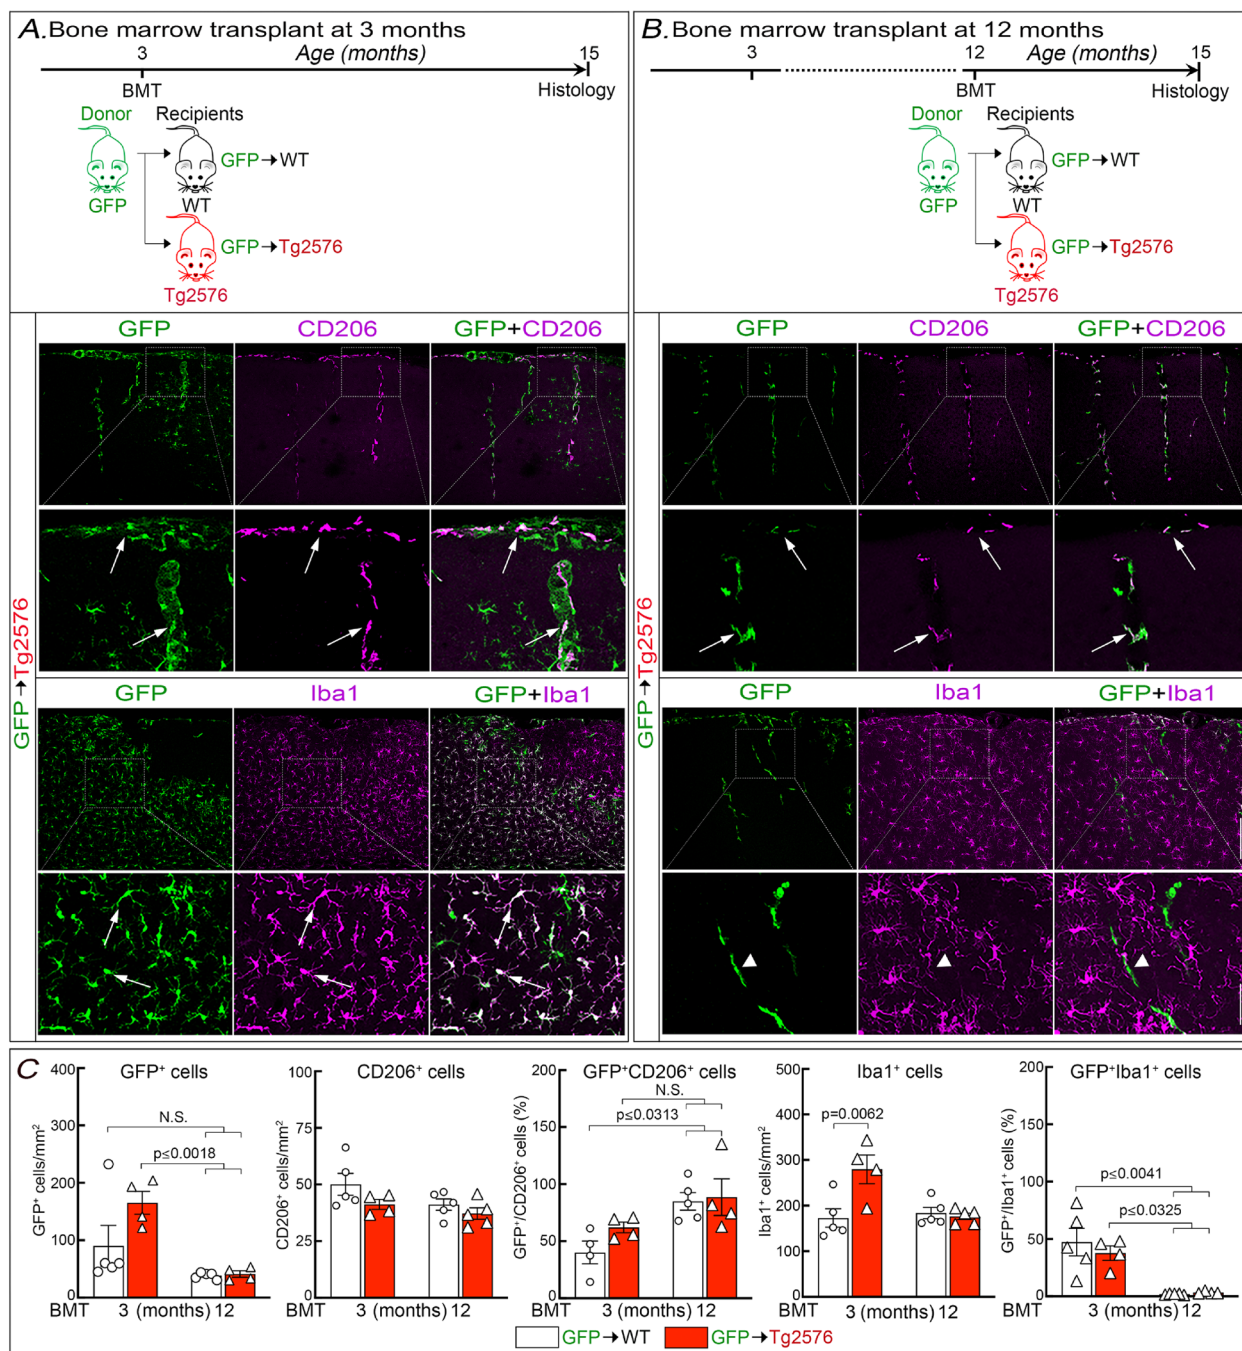 A. Bone marrow transplant at 3 months
3 Age (months) 15
BMT Histology
Donor Recipients
GFP→WT
GFP WT
GFP→Tg2576
Tg2576
B. Bone marrow transplant at 12 months
3 12 Age (months) 15
BMT Histology
Donor Recipients
GFP→WT
GFP WT
GFP→Tg2576
Tg2576
GFP→Tg2576
GFP CD206 GFP+CD206
GFP Iba1 GFP+Iba1
GFP→Tg2576
GFP CD206 GFP+CD206
GFP Iba1 GFP+Iba1
C
GFP⁺ cells
GFP⁺ cells/mm²
400
300
200
100
0
N.S.
p≤0.0018
BMT 3 (months) 12
CD206⁺ cells
CD206⁺ cells/mm²
100
75
50
25
0
BMT 3 (months) 12
GFP⁺CD206⁺ cells
GFP⁺/CD206⁺ cells (%)
200
150
100
50
0
N.S.
p≤0.0313
BMT 3 (months) 12
Iba1⁺ cells
Iba1⁺ cells/mm²
500
400
300
200
100
0
p=0.0062
BMT 3 (months) 12
GFP⁺Iba1⁺ cells
GFP⁺/Iba1⁺ cells (%)
200
150
100
50
0
p≤0.0041
p≤0.0325
BMT 3 (months) 12
GFP→WT GFP→Tg2576